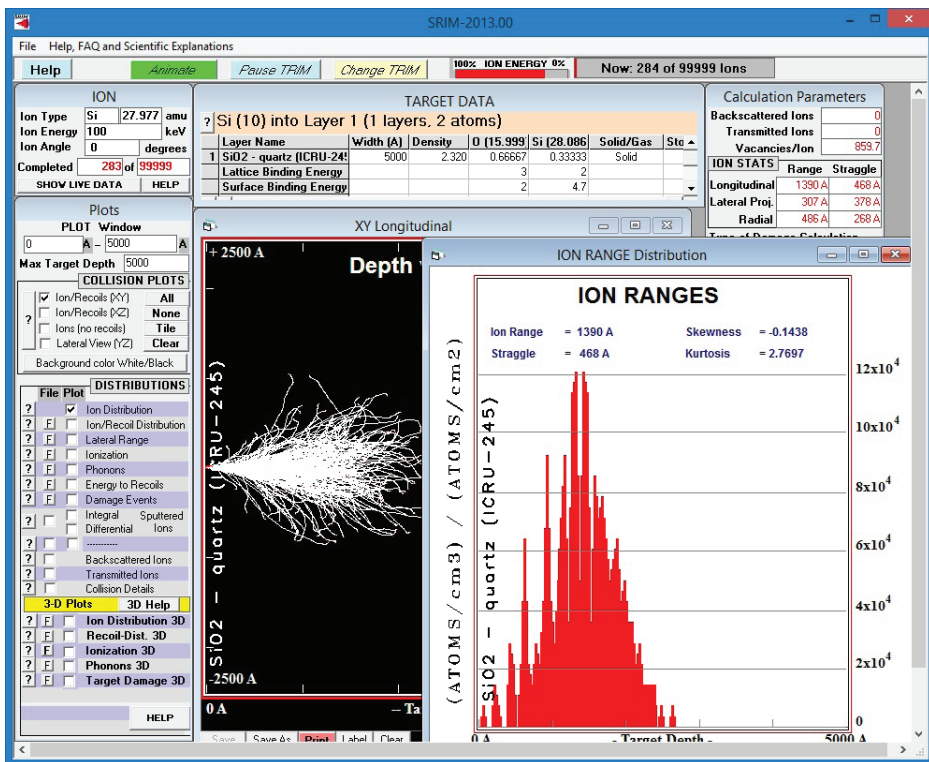 SRIM-2013.00
File Help, FAQ and Scientific Explanations
Help Animate Pause TRIM Change TRIM 100% ION ENERGY 0% Now: 284 of 99999 Ions
ION
Ion Type Si 27.977 amu
Ion Energy 100 keV
Ion Angle 0 degrees
Completed 283 of 99999
SHOW LIVE DATA HELP
TARGET DATA
? Si (10) into Layer 1 (1 layers, 2 atoms)
Layer Name Width (A) Density O (15.999 Si (28.086 Solid/Gas Sto
1 SiO2 - quartz (ICRU-245 5000 2.320 0.66667 0.33333 Solid
Lattice Binding Energy 3 2
Surface Binding Energy 2 4.7
Calculation Parameters
Backscattered Ions 0
Transmitted Ions 0
Vacancies/Ion 859.7
ION STATS Range Straggle
Longitudinal 1390 A 468 A
Lateral Proj. 307 A 378 A
Radial 486 A 268 A
Type of Damage Calculation
Plots
PLOT Window
0 A - 5000 A
Max Target Depth 5000
COLLISION PLOTS
Ion/Recoils (XY) All
? Ion/Recoils (XZ) None
Ions (no recoils) Tile
Lateral View (YZ) Clear
Background color White/Black
DISTRIBUTIONS
File Plot
? Ion Distribution
? F Ion/Recoil Distribution
? F Lateral Range
? F Ionization
? F Phonons
? F Energy to Recoils
? F Damage Events
? Integral Sputtered
Differential Ions
? -----------
? Backscattered Ions
? Transmitted Ions
? Collision Details
3-D Plots 3D Help
? F Ion Distribution 3D
? F Recoil-Dist. 3D
? F Ionization 3D
? F Phonons 3D
? F Target Damage 3D
HELP
XY Longitudinal
+ 2500 A
Depth
SiO2 - quartz (ICRU-245)
-2500 A
0 A -- Ta
Save Save As Print Label Clear
ION RANGE Distribution
ION RANGES
Ion Range = 1390 A Skewness = -0.1438
Straggle = 468 A Kurtosis = 2.7697
(ATOMS/cm3) / (ATOMS/cm2)
SiO2 - quartz (ICRU-245)
12x10⁴
10x10⁴
8x10⁴
6x10⁴
4x10⁴
2x10⁴
0
0 A - Target Depth - 5000 A